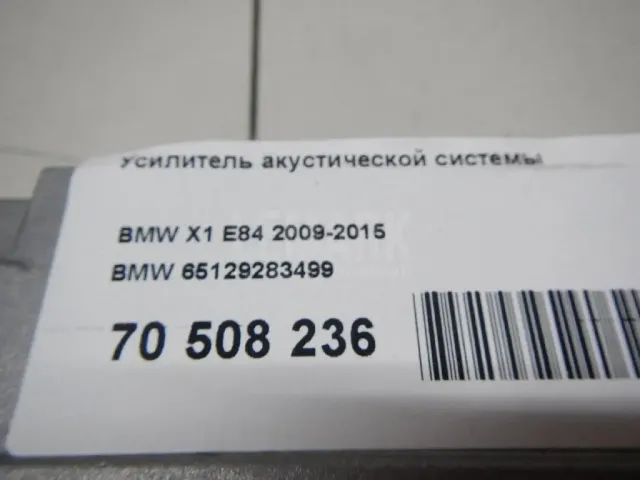 Усилитель акустической системы
BMW X1 E84 2009-2015
BMW 65129283499
70 508 236